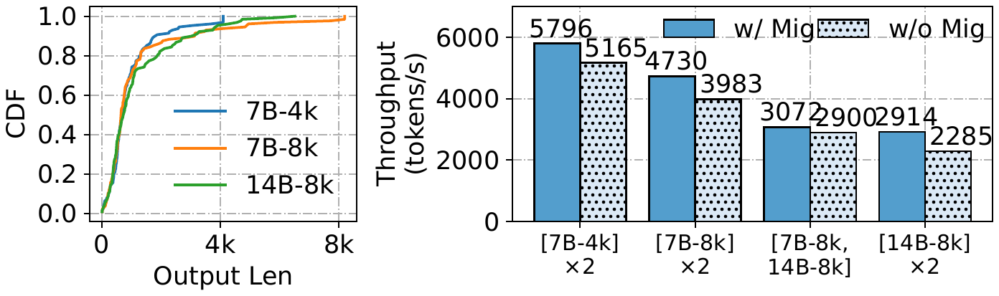 CDF
1.0
0.8
0.6
0.4
0.2
0.0
7B-4k
7B-8k
14B-8k
0 4k 8k
Output Len
Throughput
(tokens/s)
6000
4000
2000
0
w/ Mig w/o Mig
5796 5165 4730 3983 3072 2900 2914 2285
[7B-4k] [7B-8k] [7B-8k, [14B-8k]
×2 ×2 14B-8k] ×2